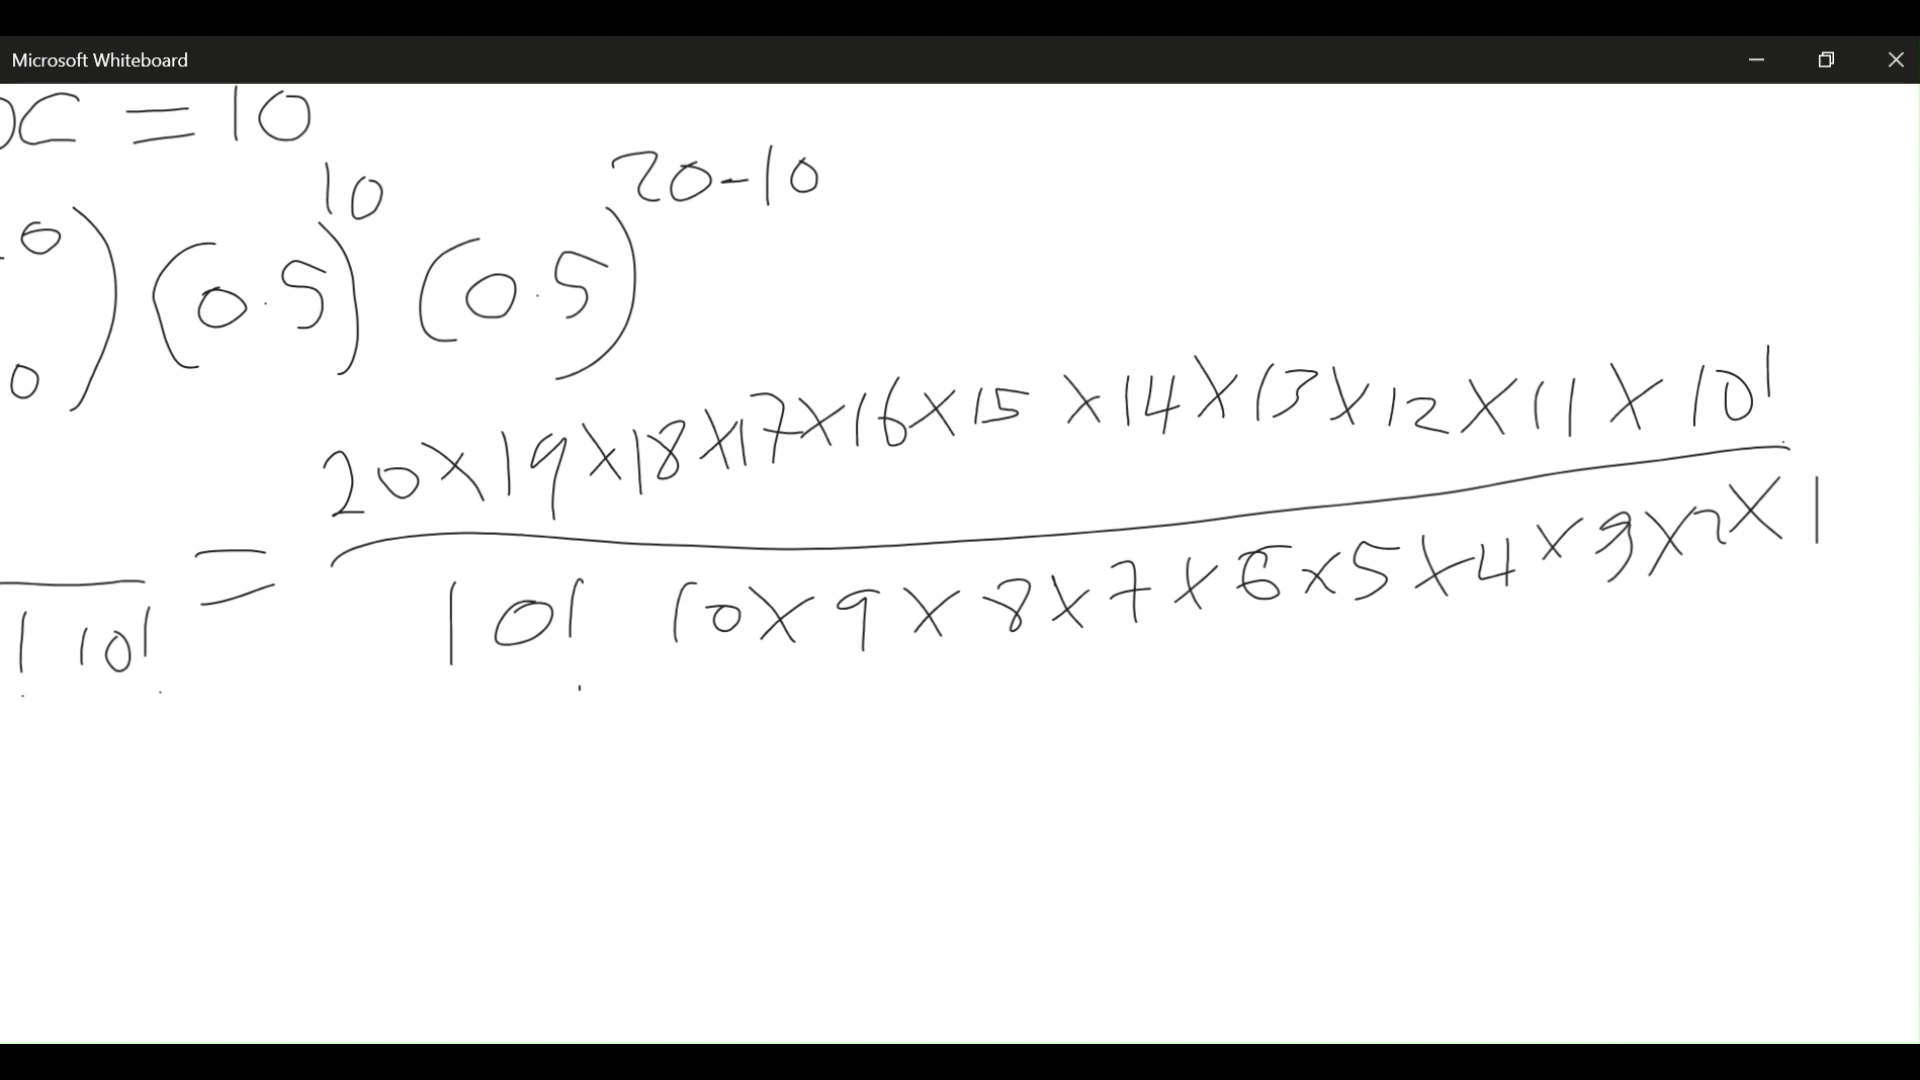 Microsoft Whiteboard
x = 10
0) (0.5)^10 (0.5)^20-10
0
= 20×19×18×17×16×15×14×13×12×11×10!
! 10! 10! 10×9×8×7×6×5×4×3×2×1